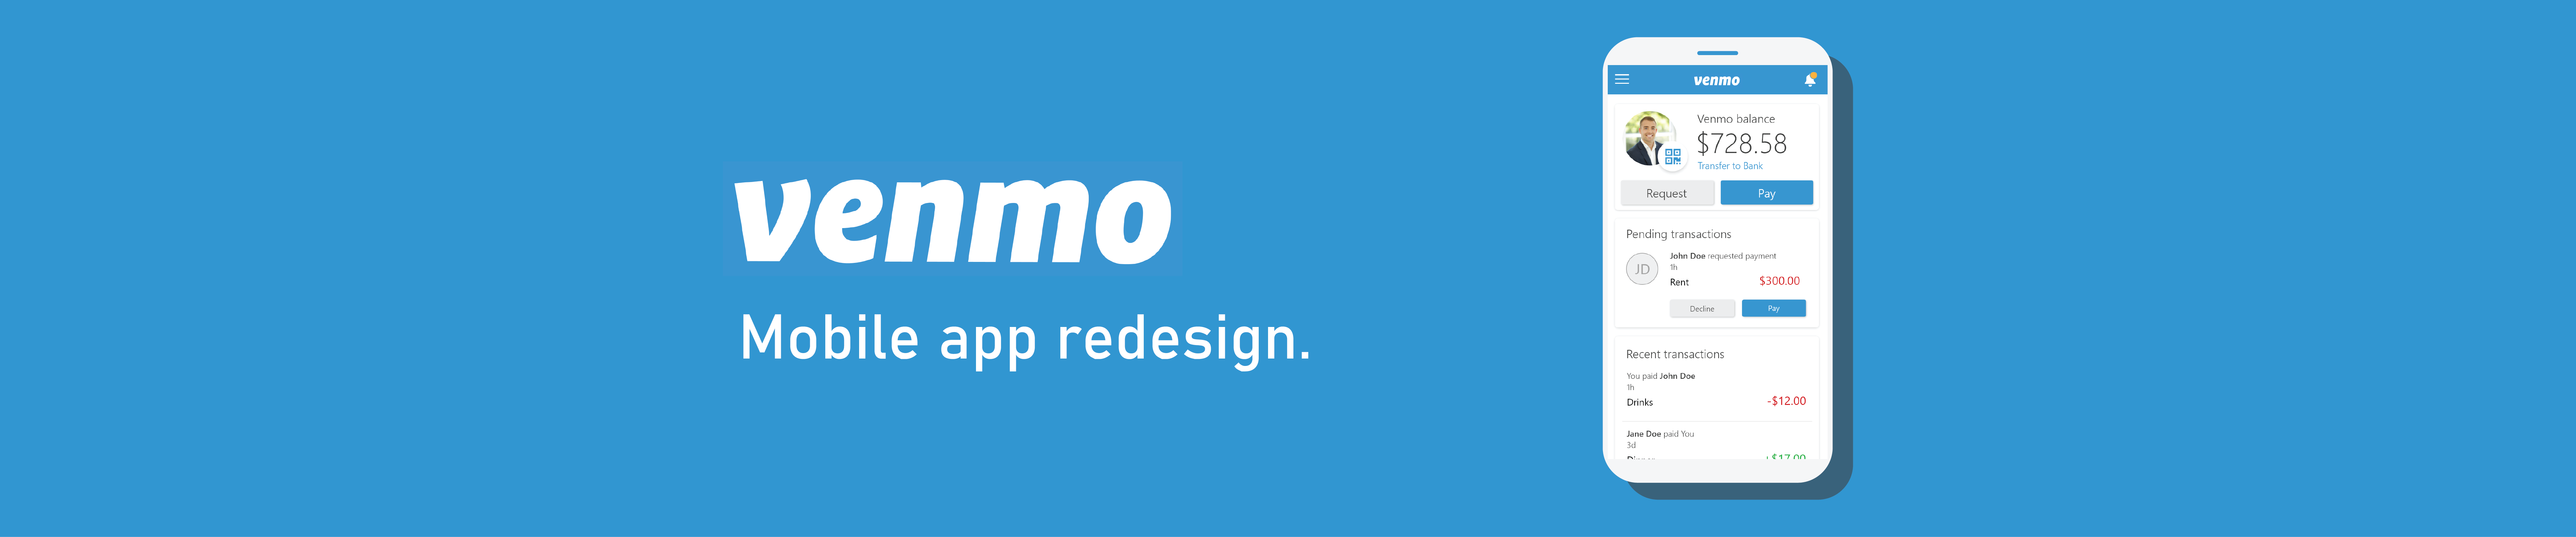 venmo
Mobile app redesign.
venmo
Venmo balance
$728.58
Transfer to Bank
Request
Pay
Pending transactions
JD
John Doe requested payment
1h
Rent
$300.00
Decline
Pay
Recent transactions
You paid John Doe
1h
Drinks
-$12.00
Jane Doe paid You
3d
+$17.00